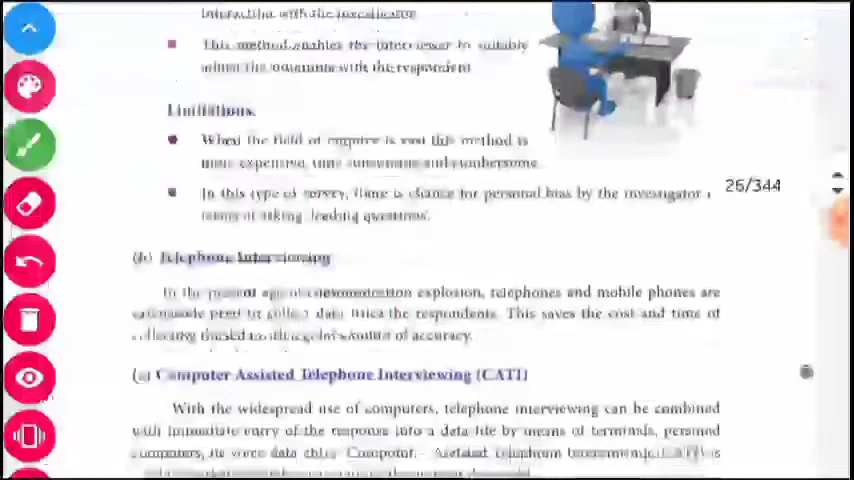 interaction with the investigator
This method enables the interviewer to suitably
adjust the with the respondent
Limitations
When the field of enquiry is vast this method is
more expensive, time consuming and cumbersome
In this type of survey, there is chance for personal bias by the investigator i
terms of asking 'leading questions'.
26/344
(b) Telephone Interviewing
In the present age of communication explosion, telephones and mobile phones are
extensively used to collect data from the respondents. This saves the cost and time of
collecting the data with a good amount of accuracy.
(c) Computer Assisted Telephone Interviewing (CATI)
With the widespread use of computers, telephone interviewing can be combined
with immediate entry of the response into a data file by means of terminals, personal
computers, or voice data entry. Computer - Assisted Telephone Interviewing (CATI) is